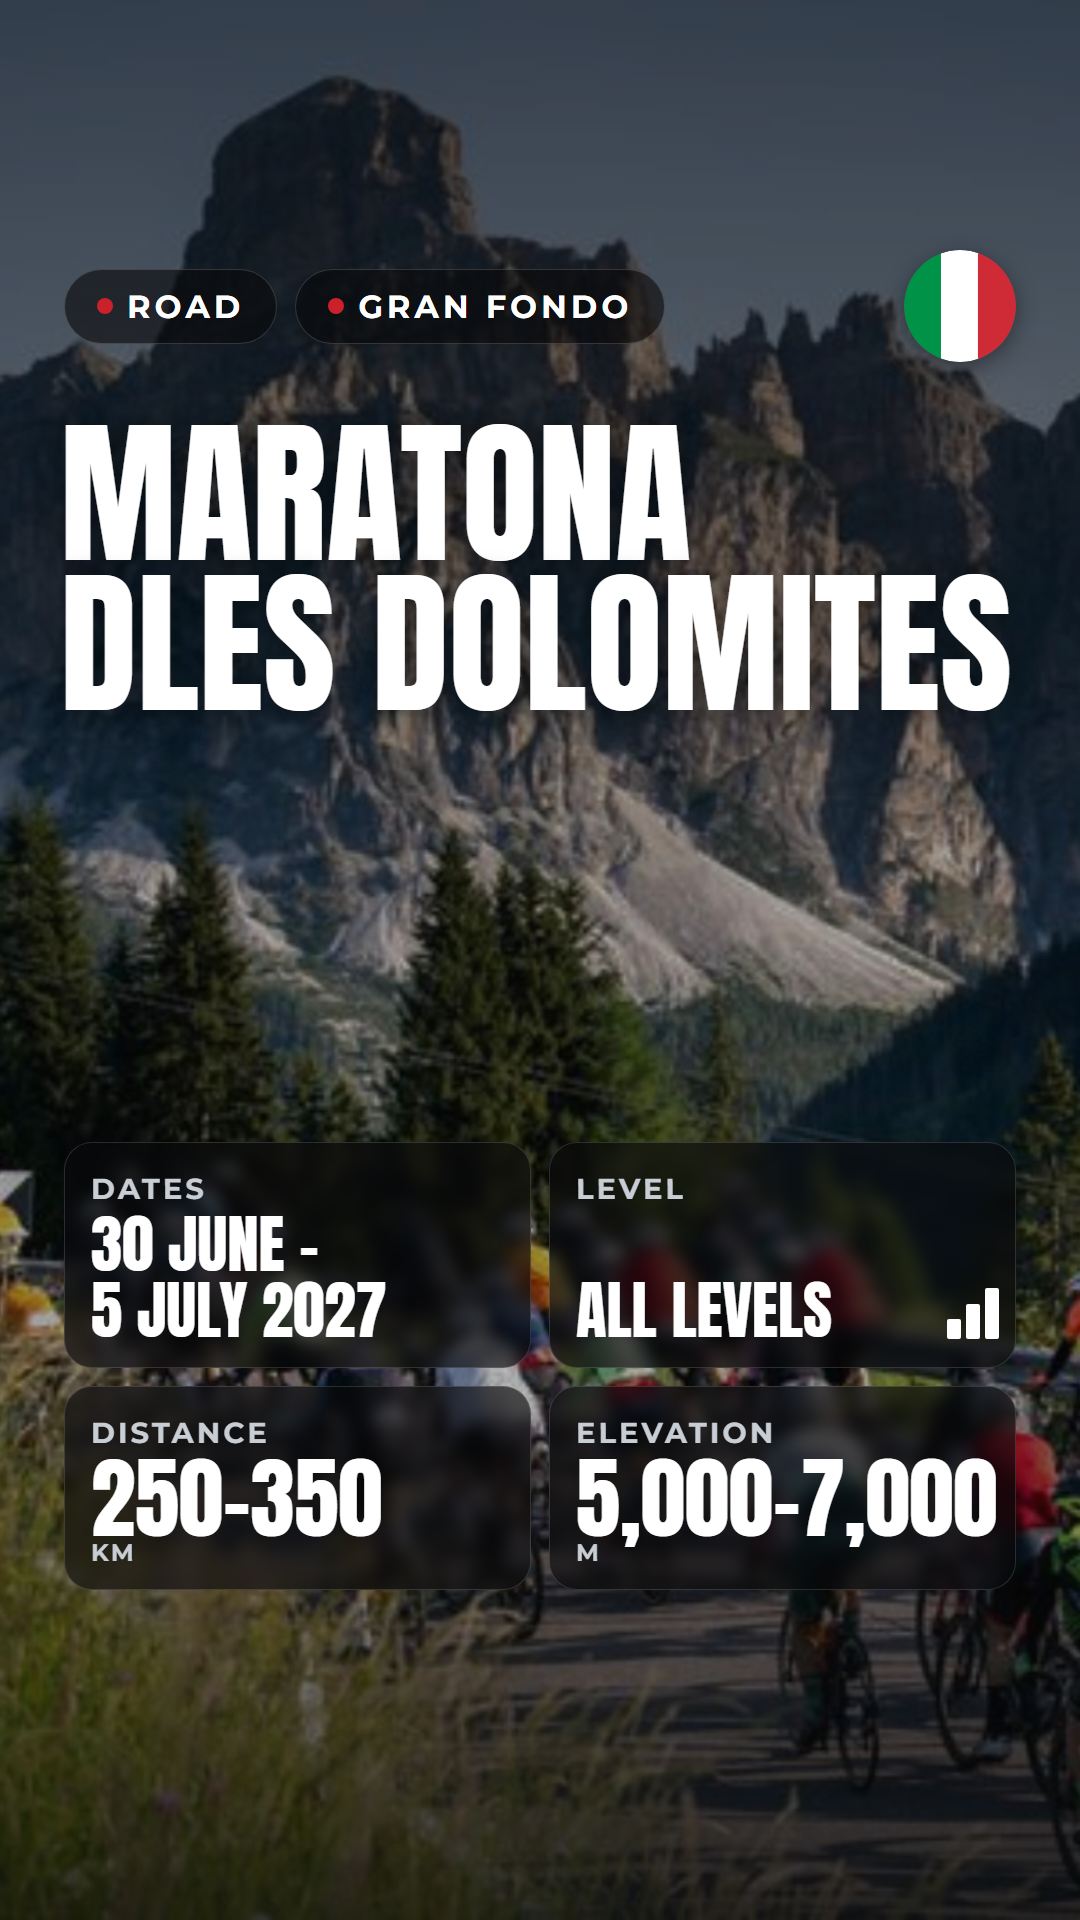 ROAD
GRAN FONDO
MARATONA
DLES DOLOMITES
DATES
30 JUNE -
5 JULY 2027
LEVEL
ALL LEVELS
DISTANCE
250-350
KM
ELEVATION
5,000-7,000
M